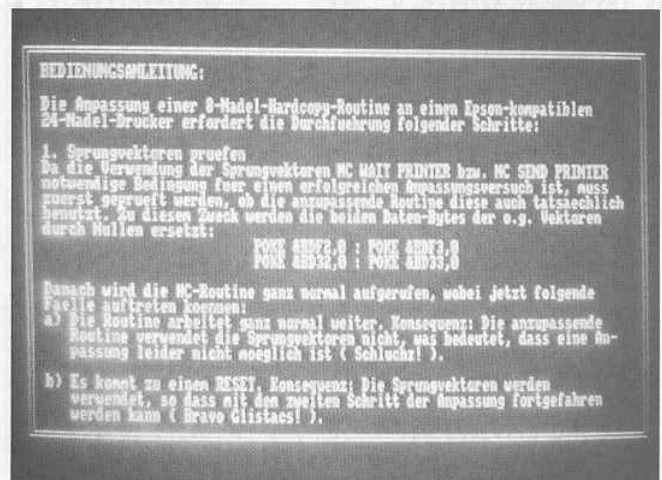 BEDIENUNGSANLEITUNG:
Die Anpassung einer 8-Nadel-Hardcopy-Routine an einen Epson-kompatiblen
24-Nadel-Drucker erfordert die Durchfuehrung folgender Schritte:
1. Sprungvektoren pruefen
Da die Verwendung der Sprungvektoren MC WAIT PRINTER bzw. MC SEND PRINTER
notwendige Bedingung fuer einen erfolgreichen Anpassungsversuch ist, muss
zuerst geprueft werden, ob die anzupassende Routine diese auch tatsaechlich
benutzt. Zu diesem Zweck werden die beiden Daten-Bytes der o.g. Vektoren
durch Nullen ersetzt:
POKE &BDF2,0 : POKE &BDF3,0
POKE &BD32,0 : POKE &BD33,0
Danach wird die MC-Routine ganz normal aufgerufen, wobei jetzt folgende
Faelle auftreten koennen:
a) Die Routine arbeitet ganz normal weiter. Konsequenz: Die anzupassende
Routine verwendet die Sprungvektoren nicht, was bedeutet, dass eine An-
passung leider nicht moeglich ist ( Schluchz! ).
b) Es kommt zu einem RESET. Konsequenz: Die Sprungvektoren werden
verwendet, so dass mit dem zweiten Schritt der Anpassung fortgefahren
werden kann ( Bravo Glistacs! ).